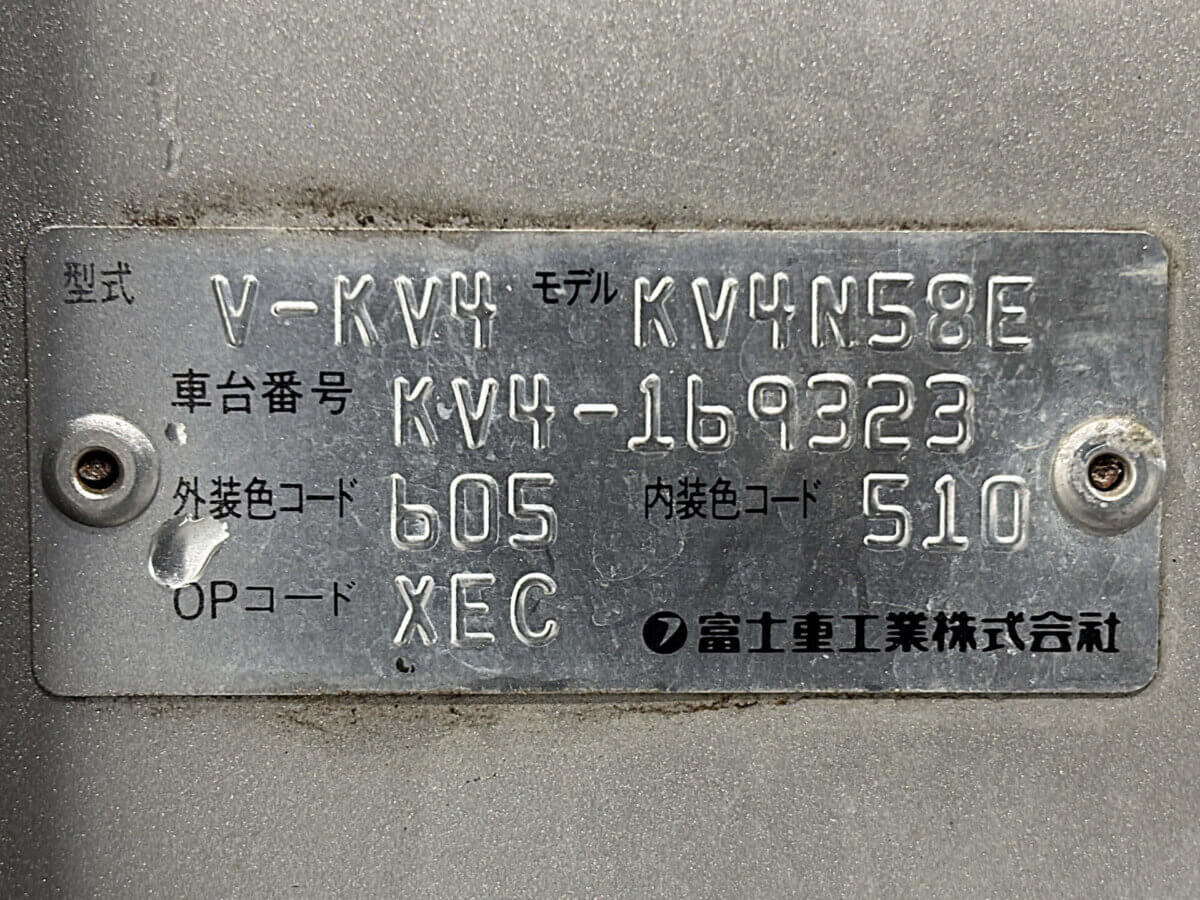 型式 V-KV4 モデル KV4N58E
車台番号 KV4-169323
外装色コード 605 内装色コード 510
OPコード XEC
富士重工業株式会社